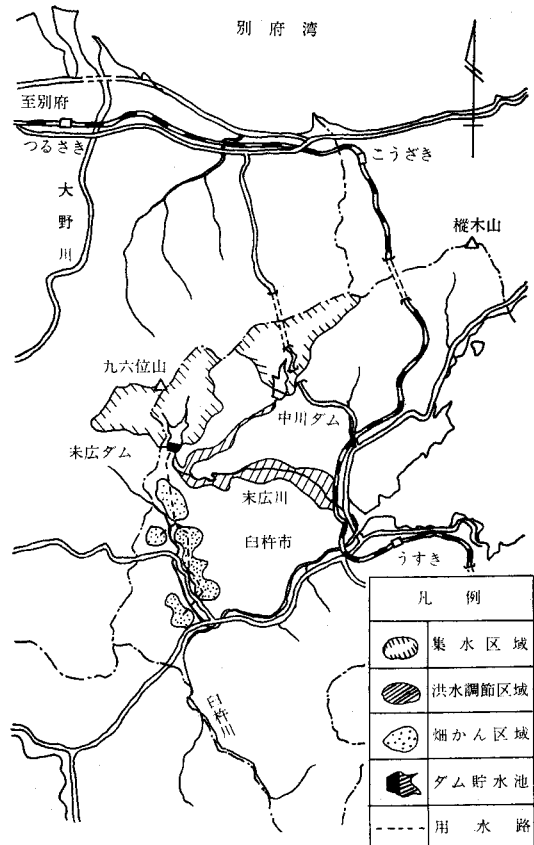 別府湾
至別府
つるさき
こうざき
大野川
樅木山
九六位山
中川ダム
末広ダム
末広川
臼杵市
うすき
臼杵川
凡例
集水区域
洪水調節区域
畑かん区域
ダム貯水池
用水路